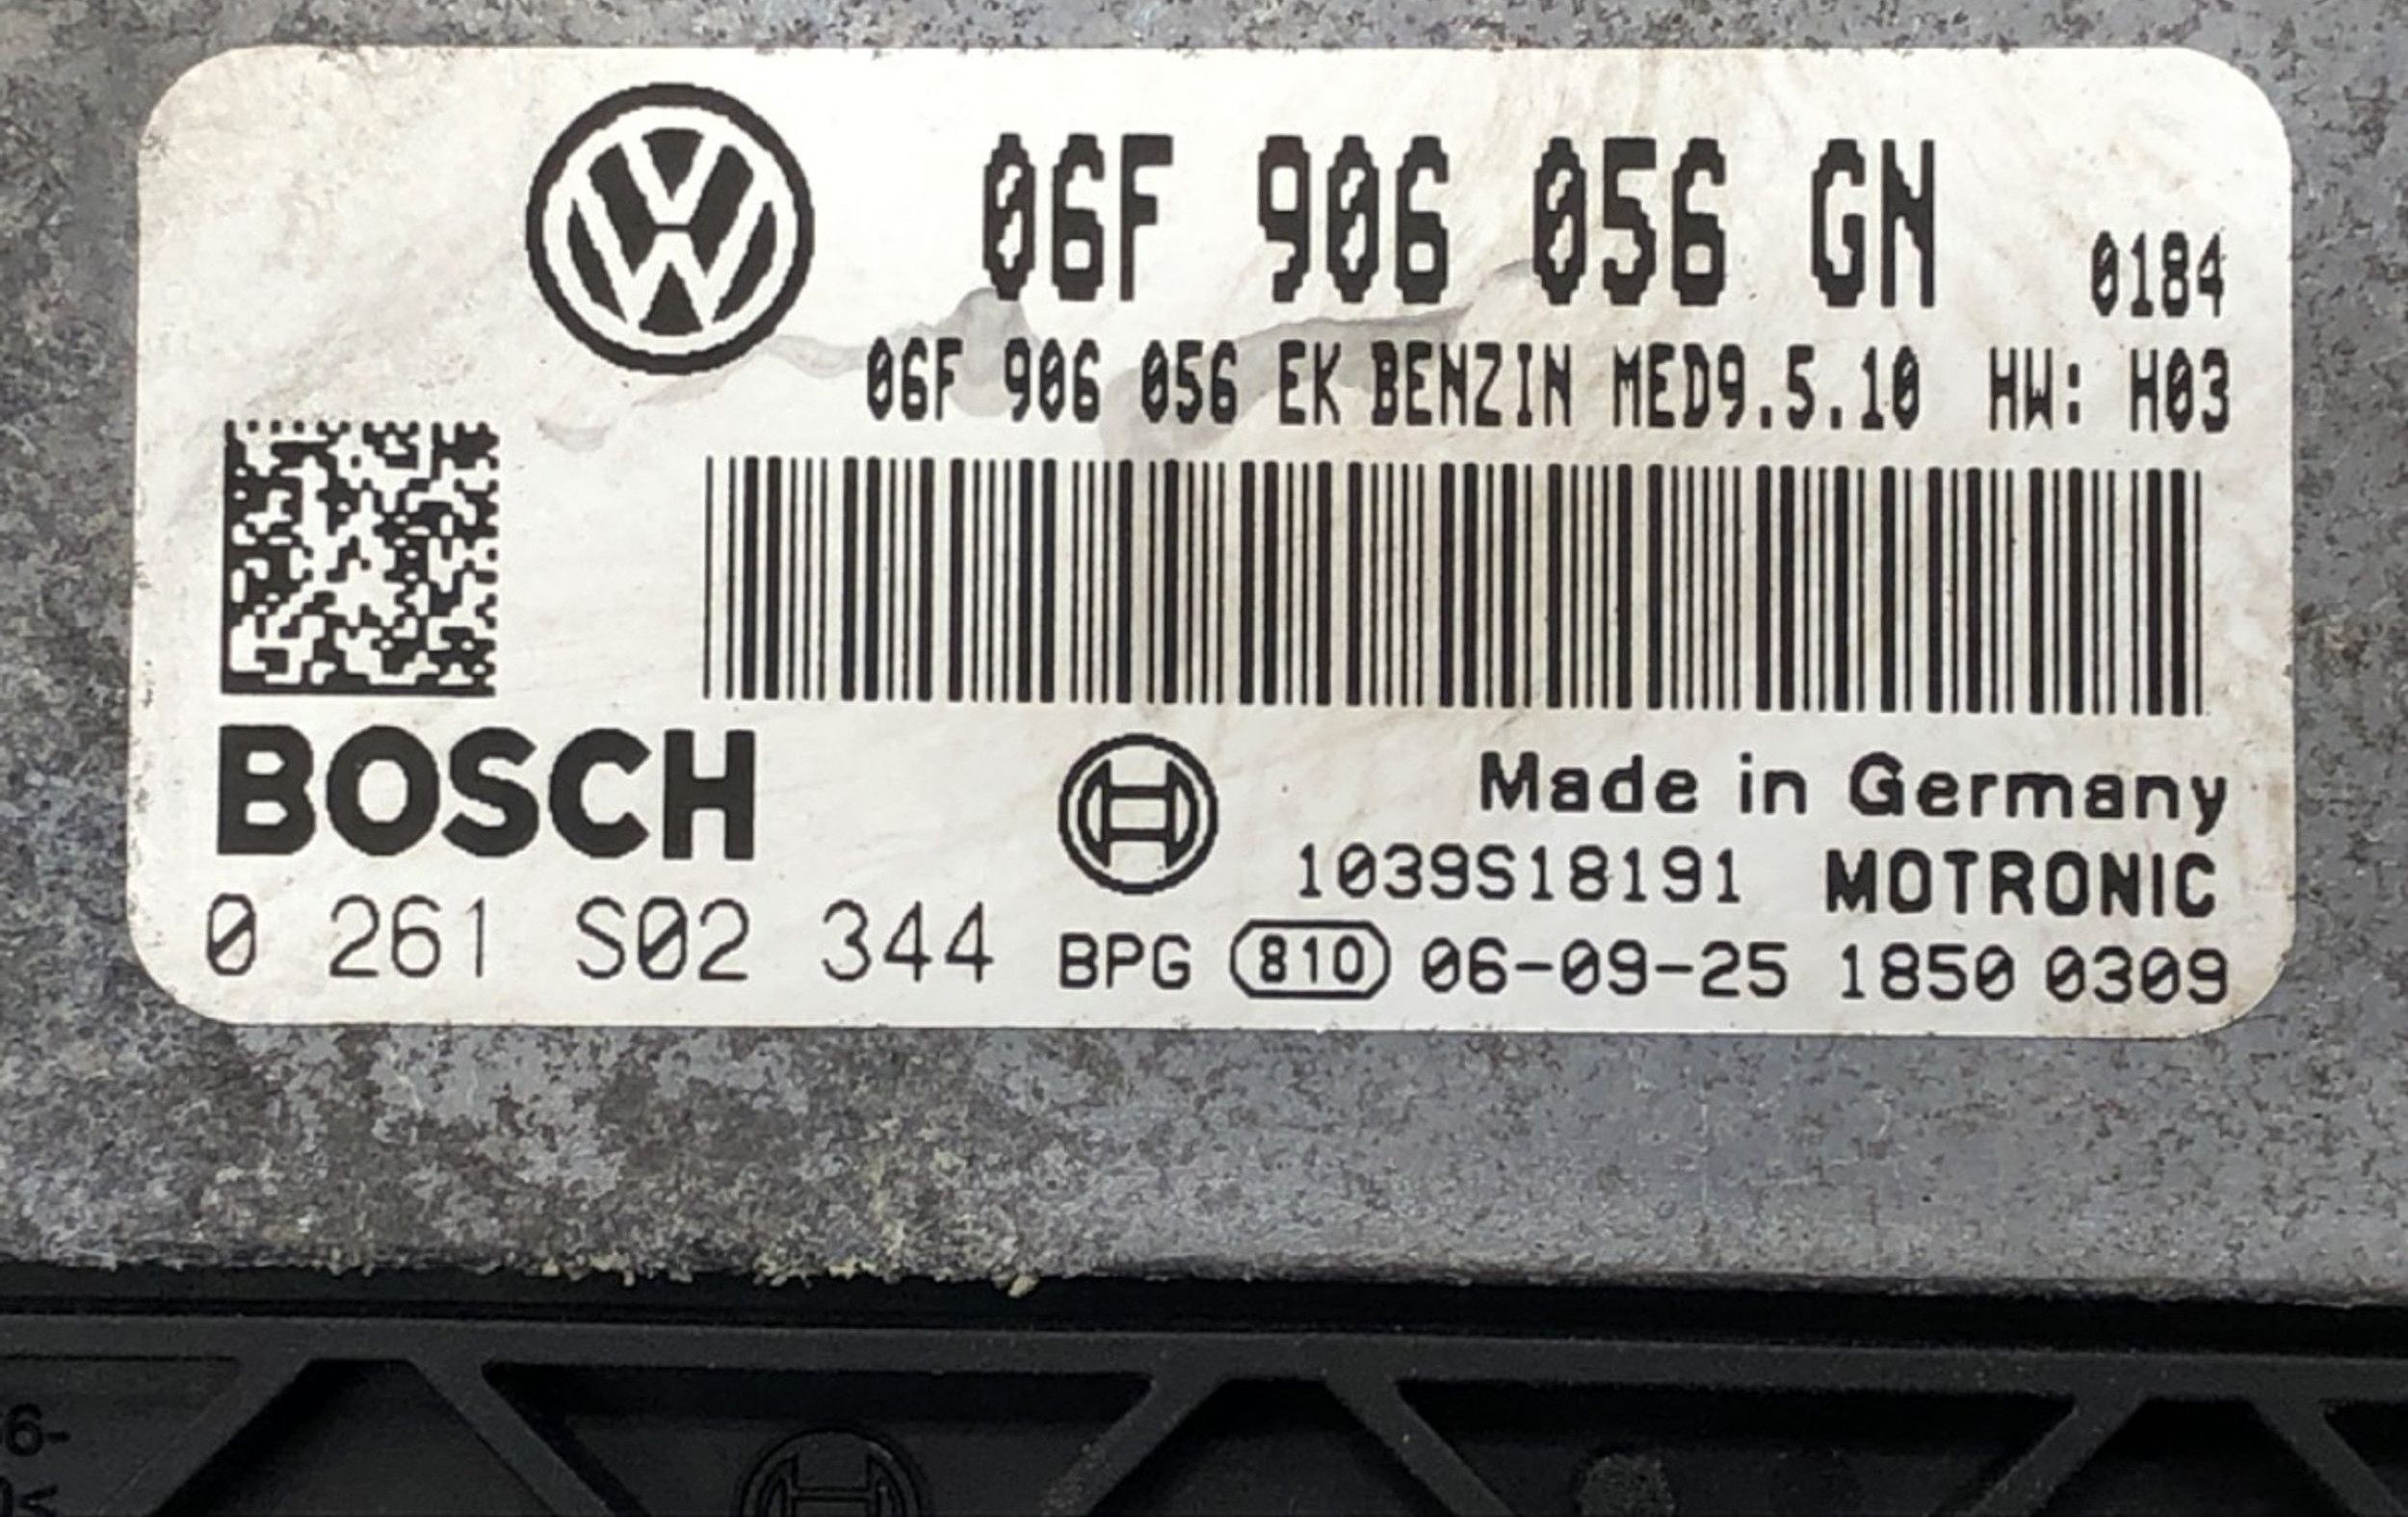 06F 906 056 GN 0184
06F 906 056 EK BENZIN MED9.5.10 HW: H03
BOSCH
Made in Germany
1039S18191 MOTRONIC
0 261 S02 344 BPG 810 06-09-25 1850 0309
6-